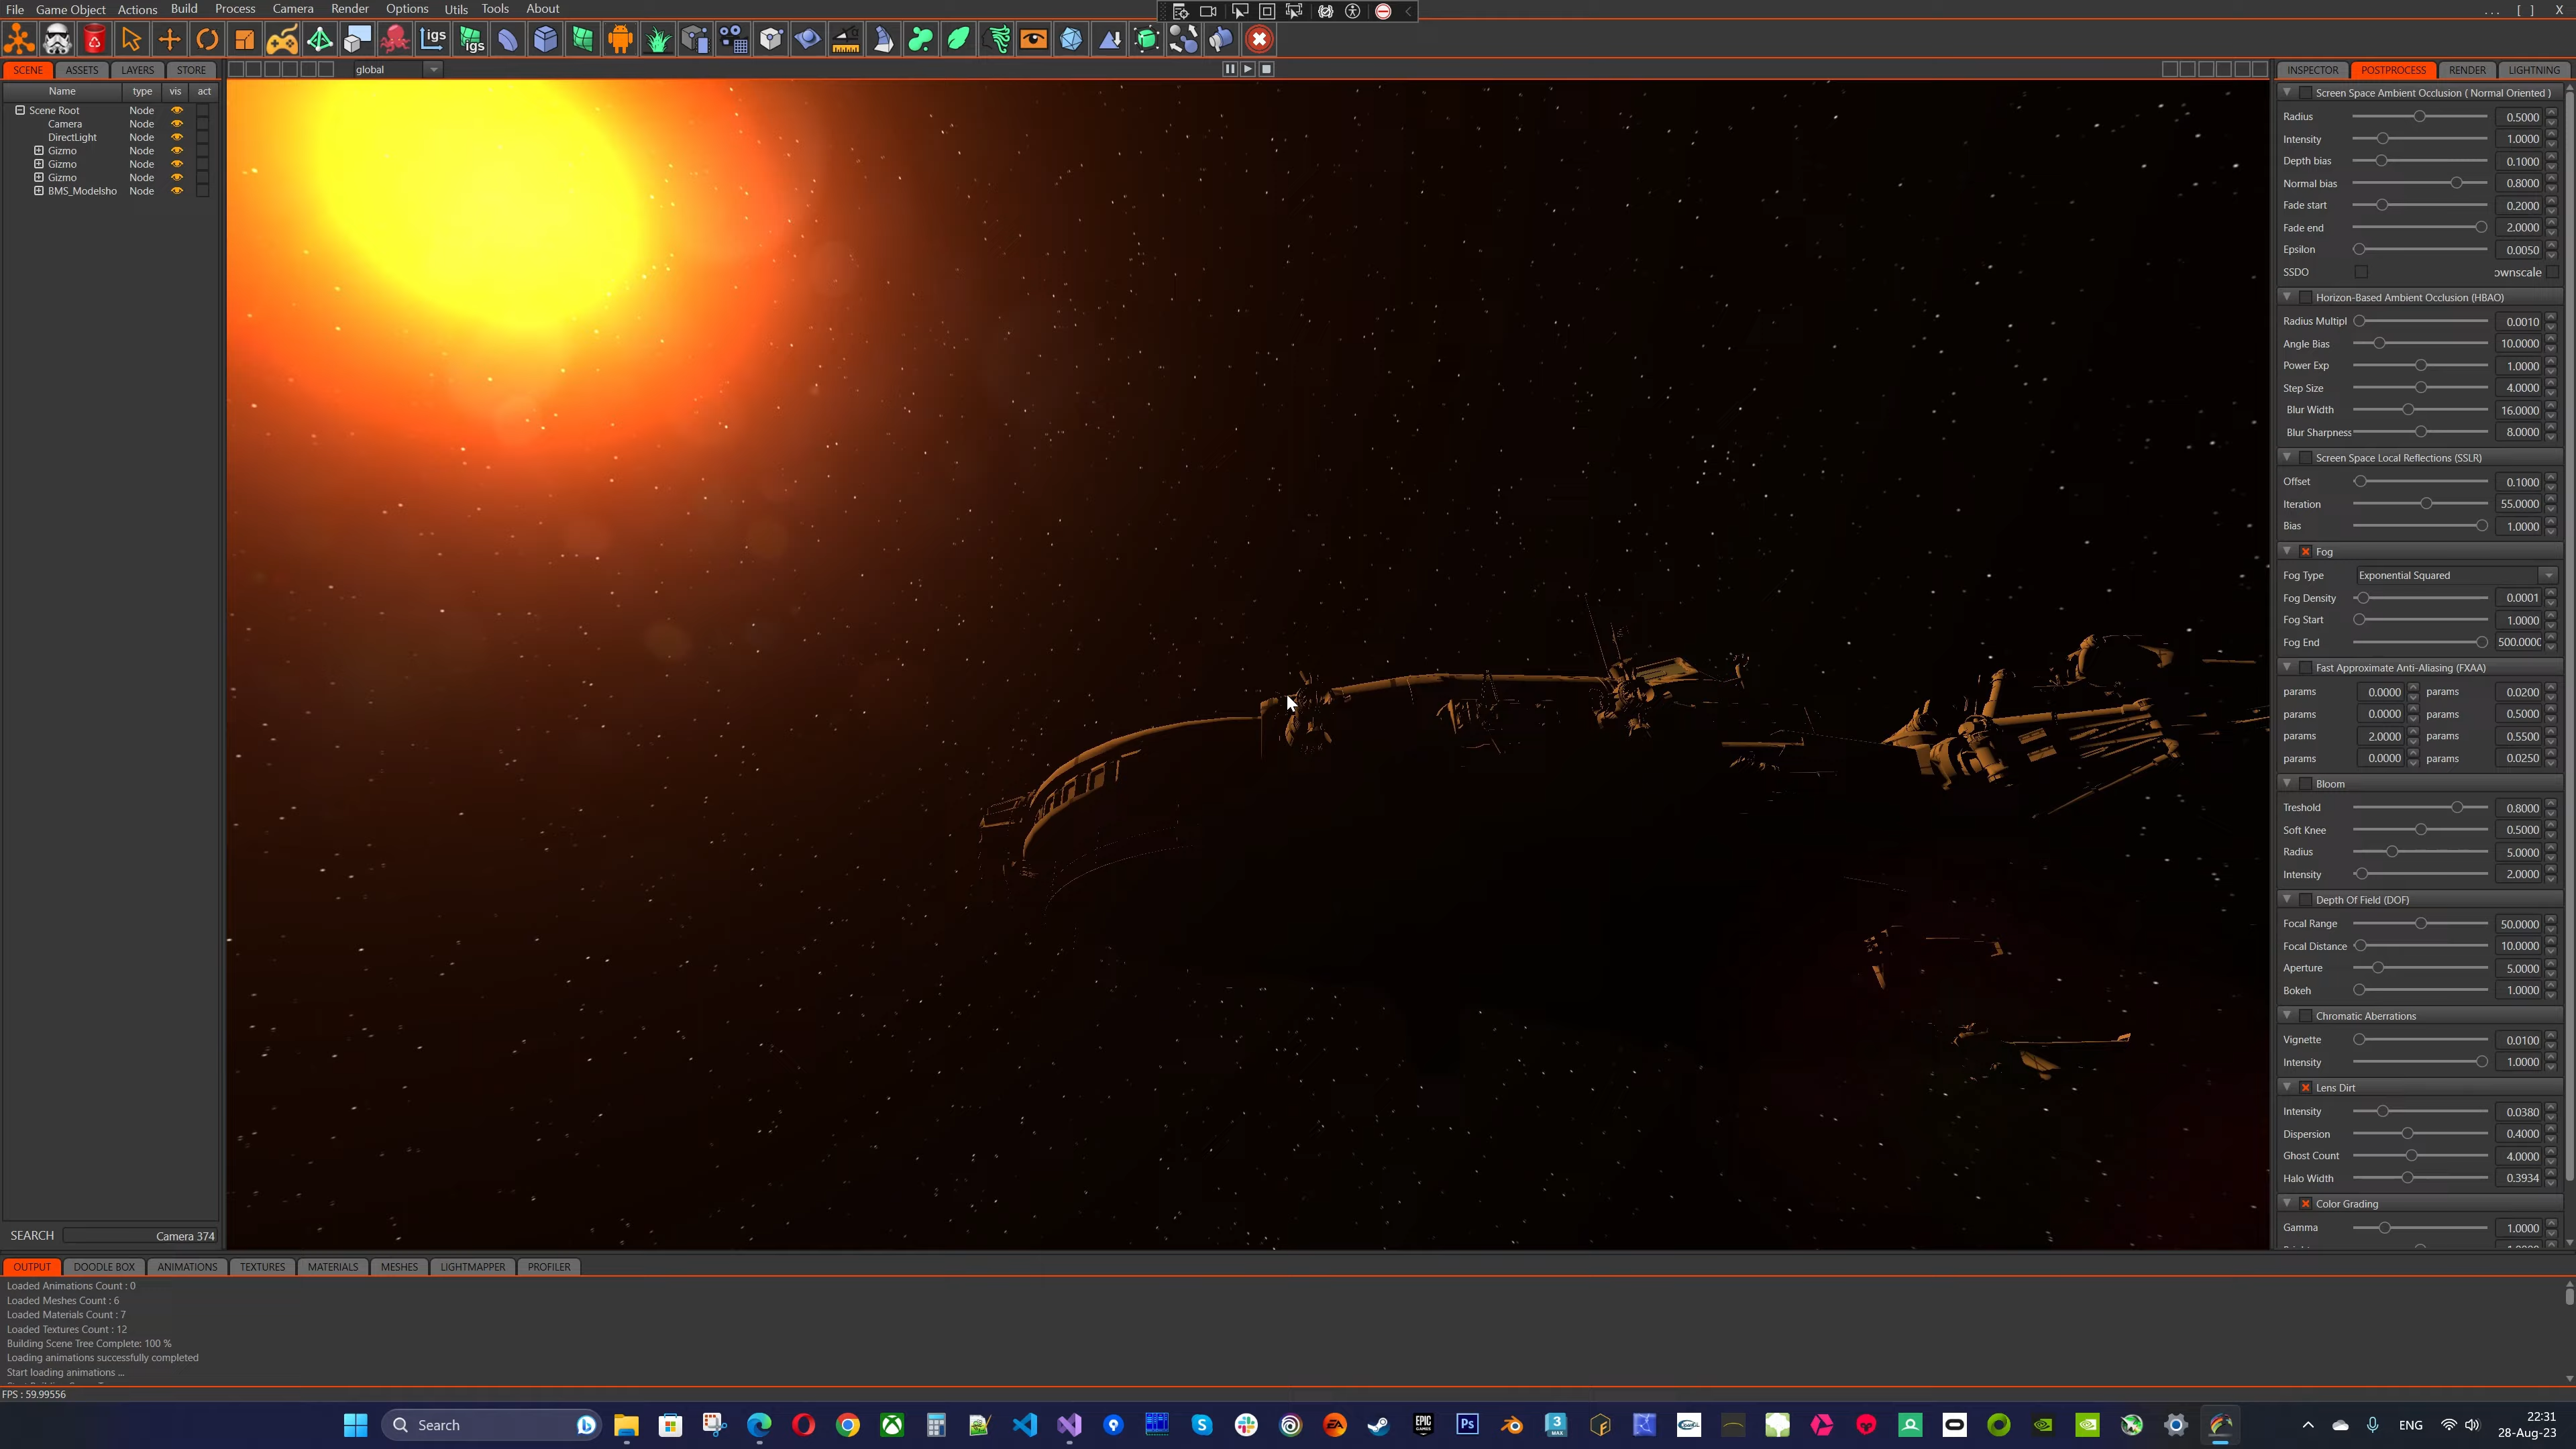 File Game Object Actions Build Process Camera Render Options Utils Tools About
... [ ] X
igs igs
SCENE ASSETS LAYERS STORE
global
INSPECTOR POSTPROCESS RENDER LIGHTNING
Name type vis act
Scene Root Node
Camera Node
DirectLight Node
Gizmo Node
Gizmo Node
Gizmo Node
BMS_Modelsho Node
SEARCH Camera 374
Screen Space Ambient Occlusion ( Normal Oriented )
Radius 0.5000
Intensity 1.0000
Depth bias 0.1000
Normal bias 0.8000
Fade start 0.2000
Fade end 2.0000
Epsilon 0.0050
SSDO ownscale
Horizon-Based Ambient Occlusion (HBAO)
Radius Multipl 0.0010
Angle Bias 10.0000
Power Exp 1.0000
Step Size 4.0000
Blur Width 16.0000
Blur Sharpness 8.0000
Screen Space Local Reflections (SSLR)
Offset 0.1000
Iteration 55.0000
Bias 1.0000
Fog
Fog Type Exponential Squared
Fog Density 0.0001
Fog Start 1.0000
Fog End 500.0000
Fast Approximate Anti-Aliasing (FXAA)
params 0.0000 params 0.0200
params 0.0000 params 0.5000
params 2.0000 params 0.5500
params 0.0000 params 0.0250
Bloom
Treshold 0.8000
Soft Knee 0.5000
Radius 5.0000
Intensity 2.0000
Depth Of Field (DOF)
Focal Range 50.0000
Focal Distance 10.0000
Aperture 5.0000
Bokeh 1.0000
Chromatic Aberrations
Vignette 0.0100
Intensity 1.0000
Lens Dirt
Intensity 0.0380
Dispersion 0.4000
Ghost Count 4.0000
Halo Width 0.3934
Color Grading
Gamma 1.0000
OUTPUT DOODLE BOX ANIMATIONS TEXTURES MATERIALS MESHES LIGHTMAPPER PROFILER
Loaded Animations Count : 0
Loaded Meshes Count : 6
Loaded Materials Count : 7
Loaded Textures Count : 12
Building Scene Tree Complete: 100 %
Loading animations successfully completed
Start loading animations ...
FPS : 59.99556
Search
EA
EPIC GAMES
Ps
3 MAX
ENG
22:31
28-Aug-23